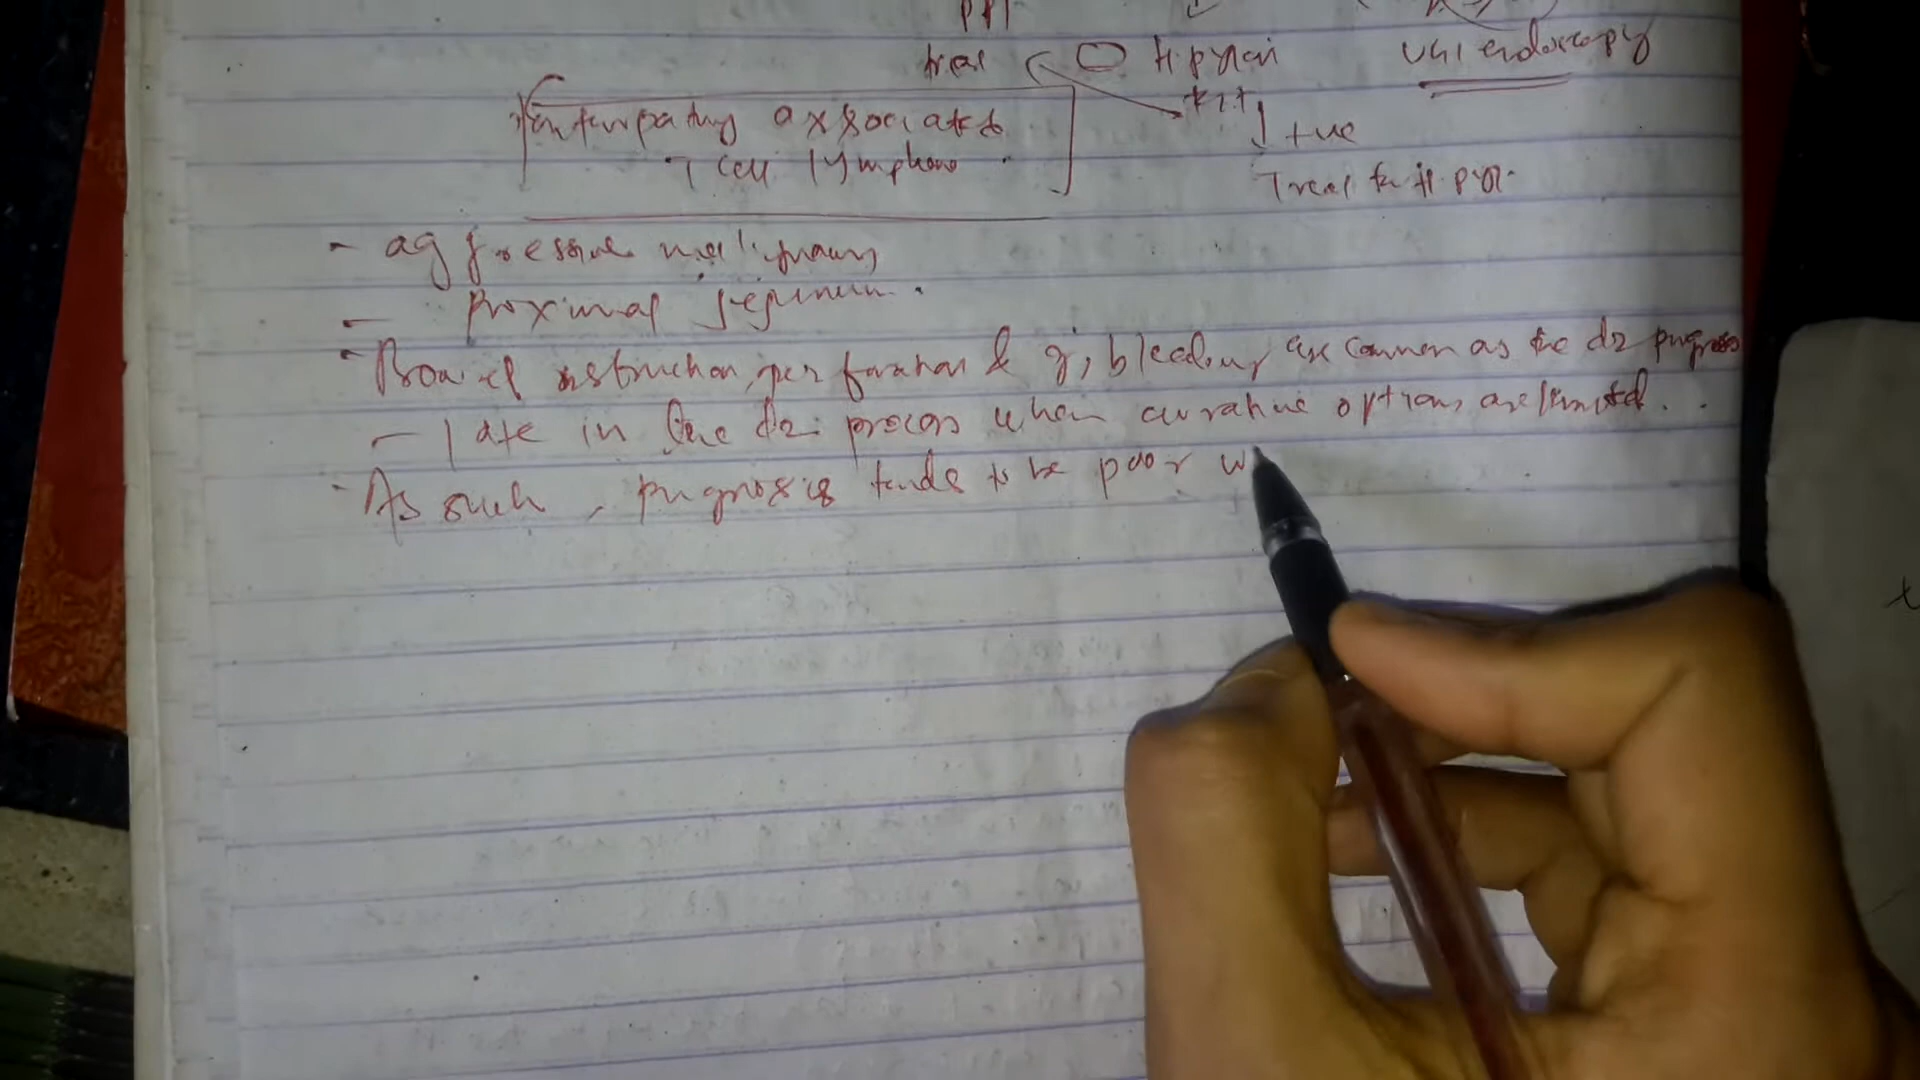 PPI
treat H pylori UGI endoscopy
test
Enteropathy associated
+ve
T cell lymphoma
Treat for H. pyl.
- aggressive malignancy
- Proximal jejunum.
- Bowel obstruction, perforation & gi bleeding are common as the dz progress
- late in the dz process when curative options are limited.
- As such, prognosis tends to be poor w